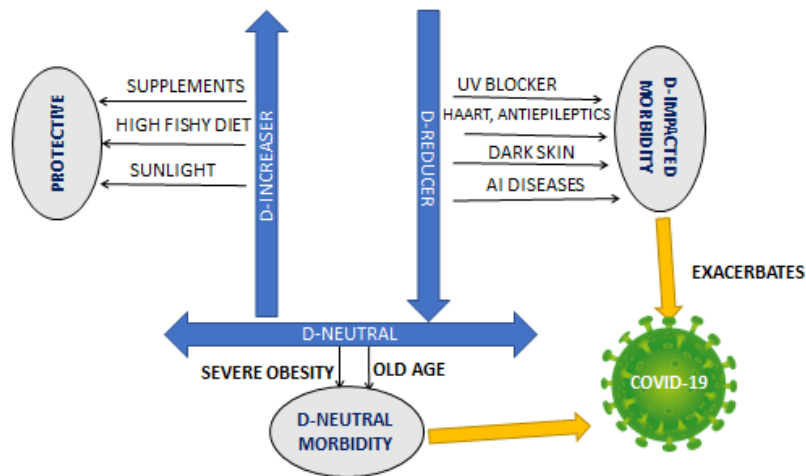 SUPPLEMENTS
HIGH FISHY DIET
SUNLIGHT
PROTECTIVE
D-INCREASER
D-REDUCER
UV BLOCKER
HAART, ANTIEPILEPTICS
DARK SKIN
AI DISEASES
D-IMPACTED
MORBIDITY
EXACERBATES
D-NEUTRAL
SEVERE OBESITY
OLD AGE
D-NEUTRAL
MORBIDITY
COVID-19